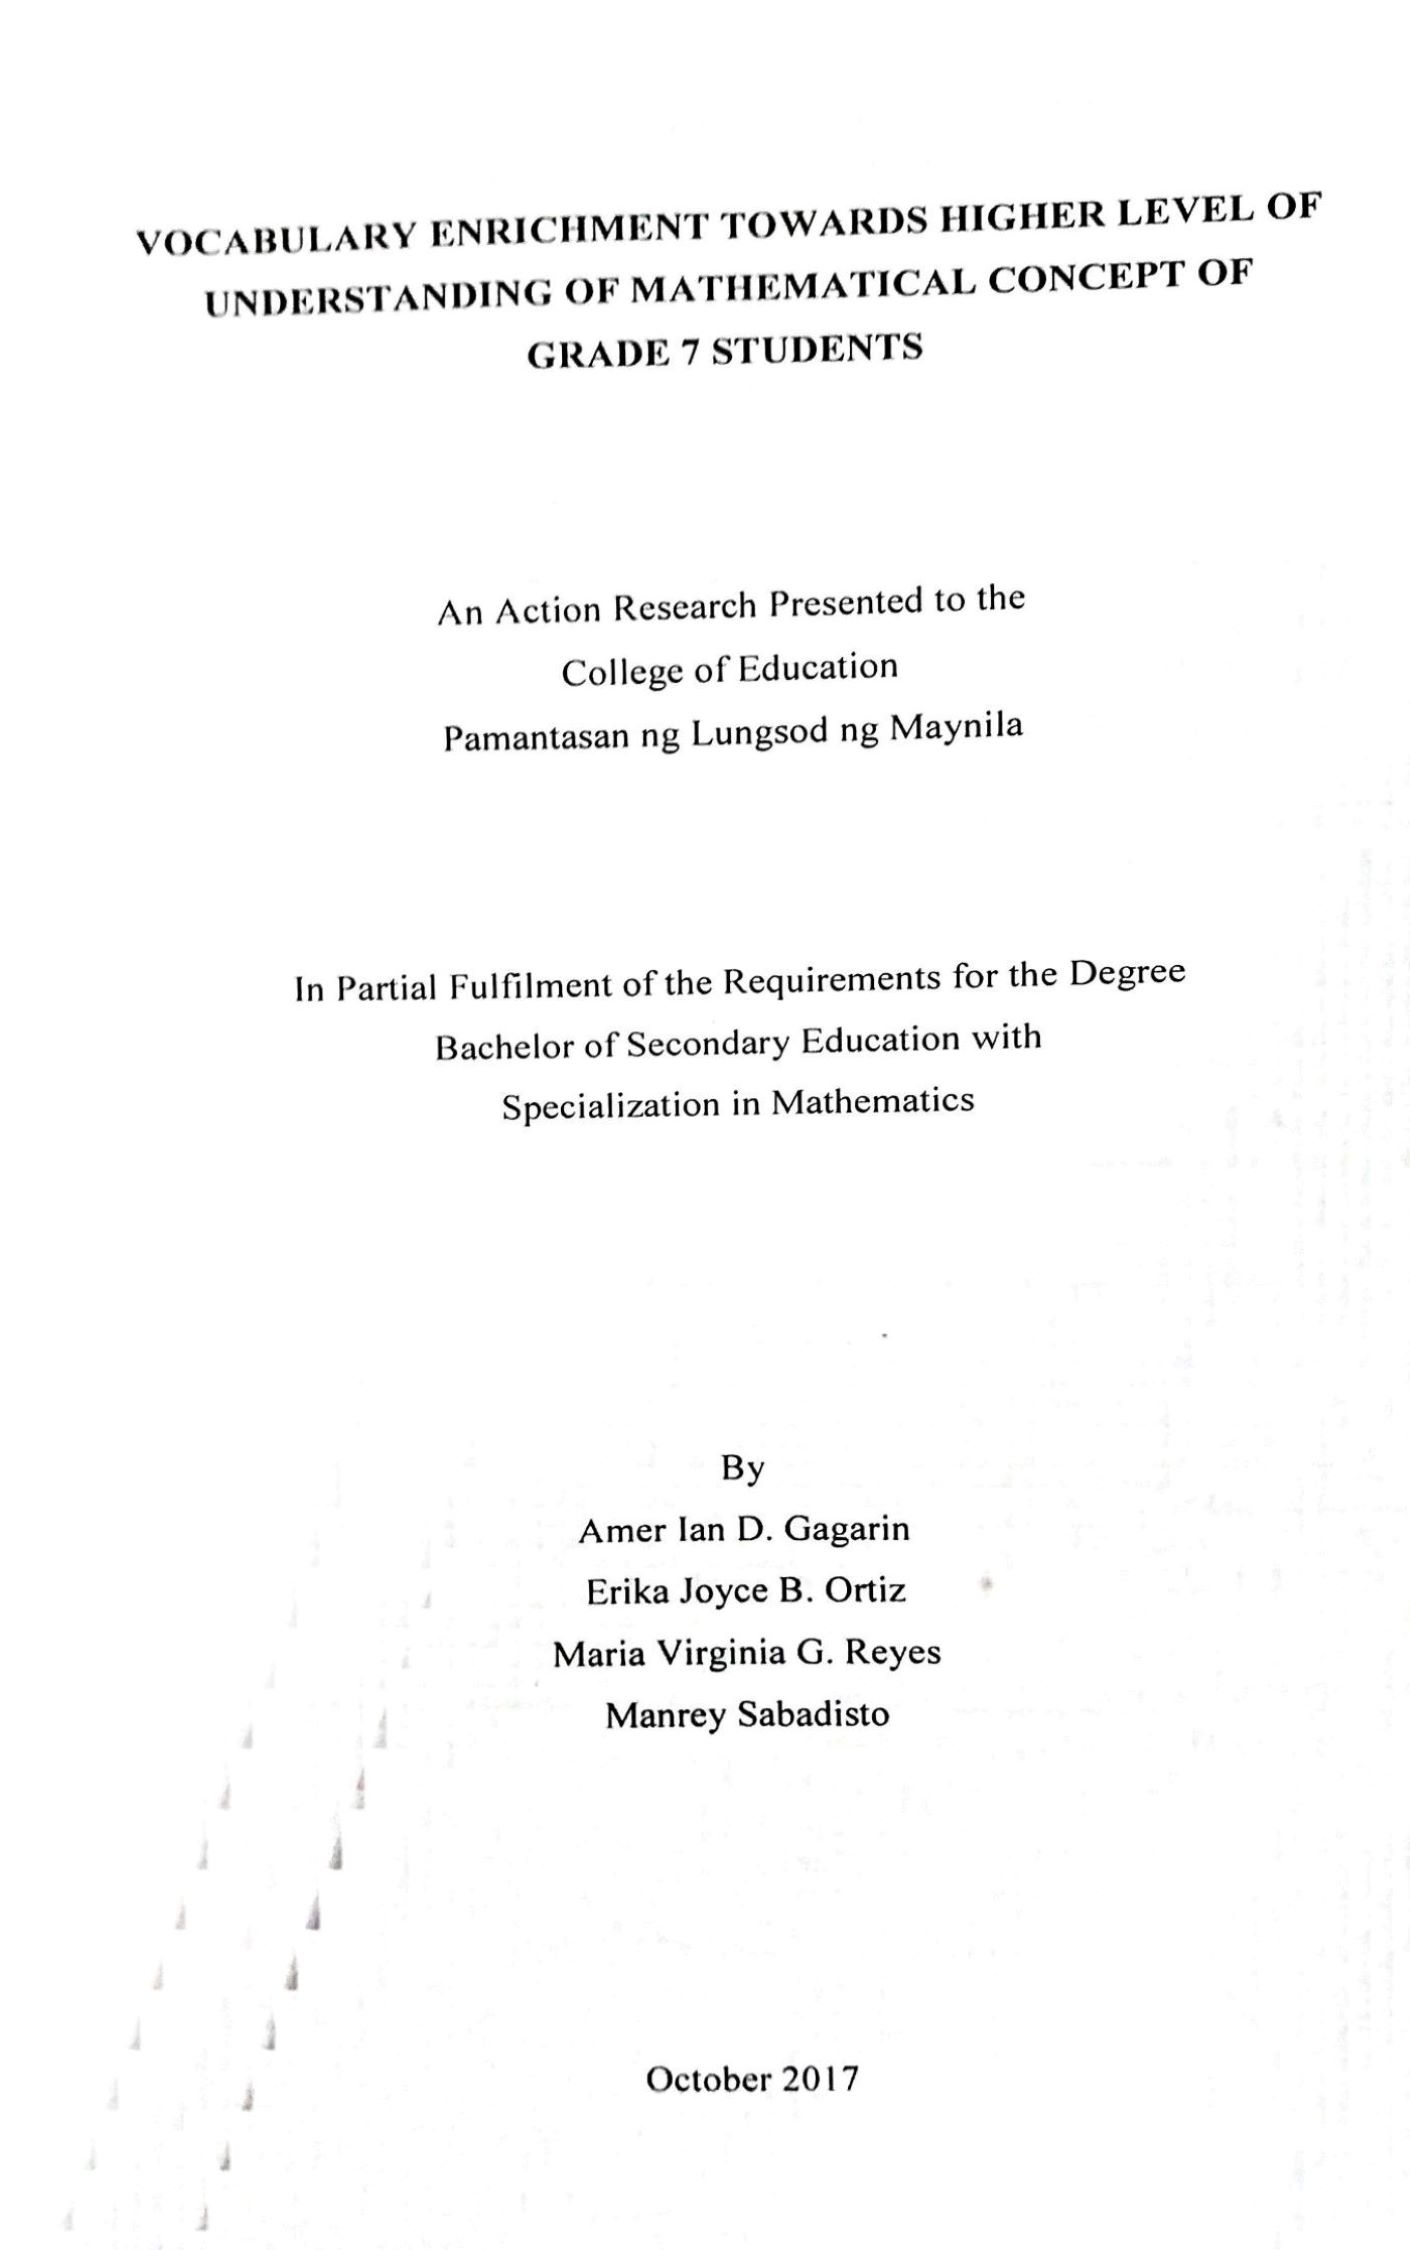 VOCABULARY ENRICHMENT TOWARDS HIGHER LEVEL OF
UNDERSTANDING OF MATHEMATICAL CONCEPT OF
GRADE 7 STUDENTS
An Action Research Presented to the
College of Education
Pamantasan ng Lungsod ng Maynila
In Partial Fulfilment of the Requirements for the Degree
Bachelor of Secondary Education with
Specialization in Mathematics
By
Amer Ian D. Gagarin
Erika Joyce B. Ortiz
Maria Virginia G. Reyes
Manrey Sabadisto
October 2017